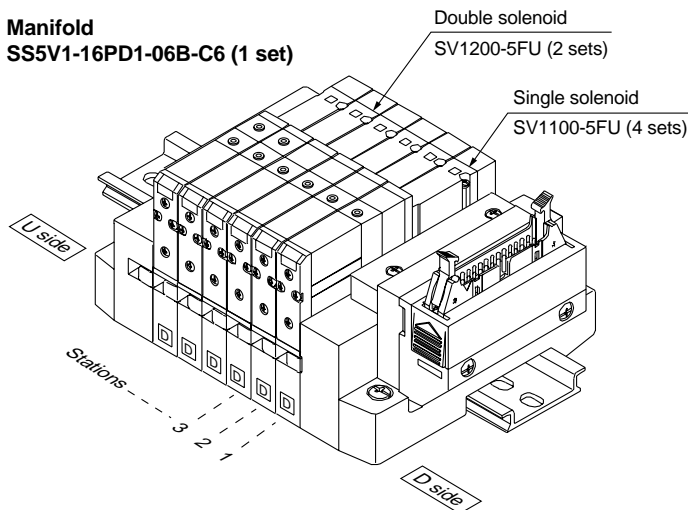 Manifold
SS5V1-16PD1-06B-C6 (1 set)
Double solenoid
SV1200-5FU (2 sets)
Single solenoid
SV1100-5FU (4 sets)
U side
Stations
3
2
1
D D D D D D
D side